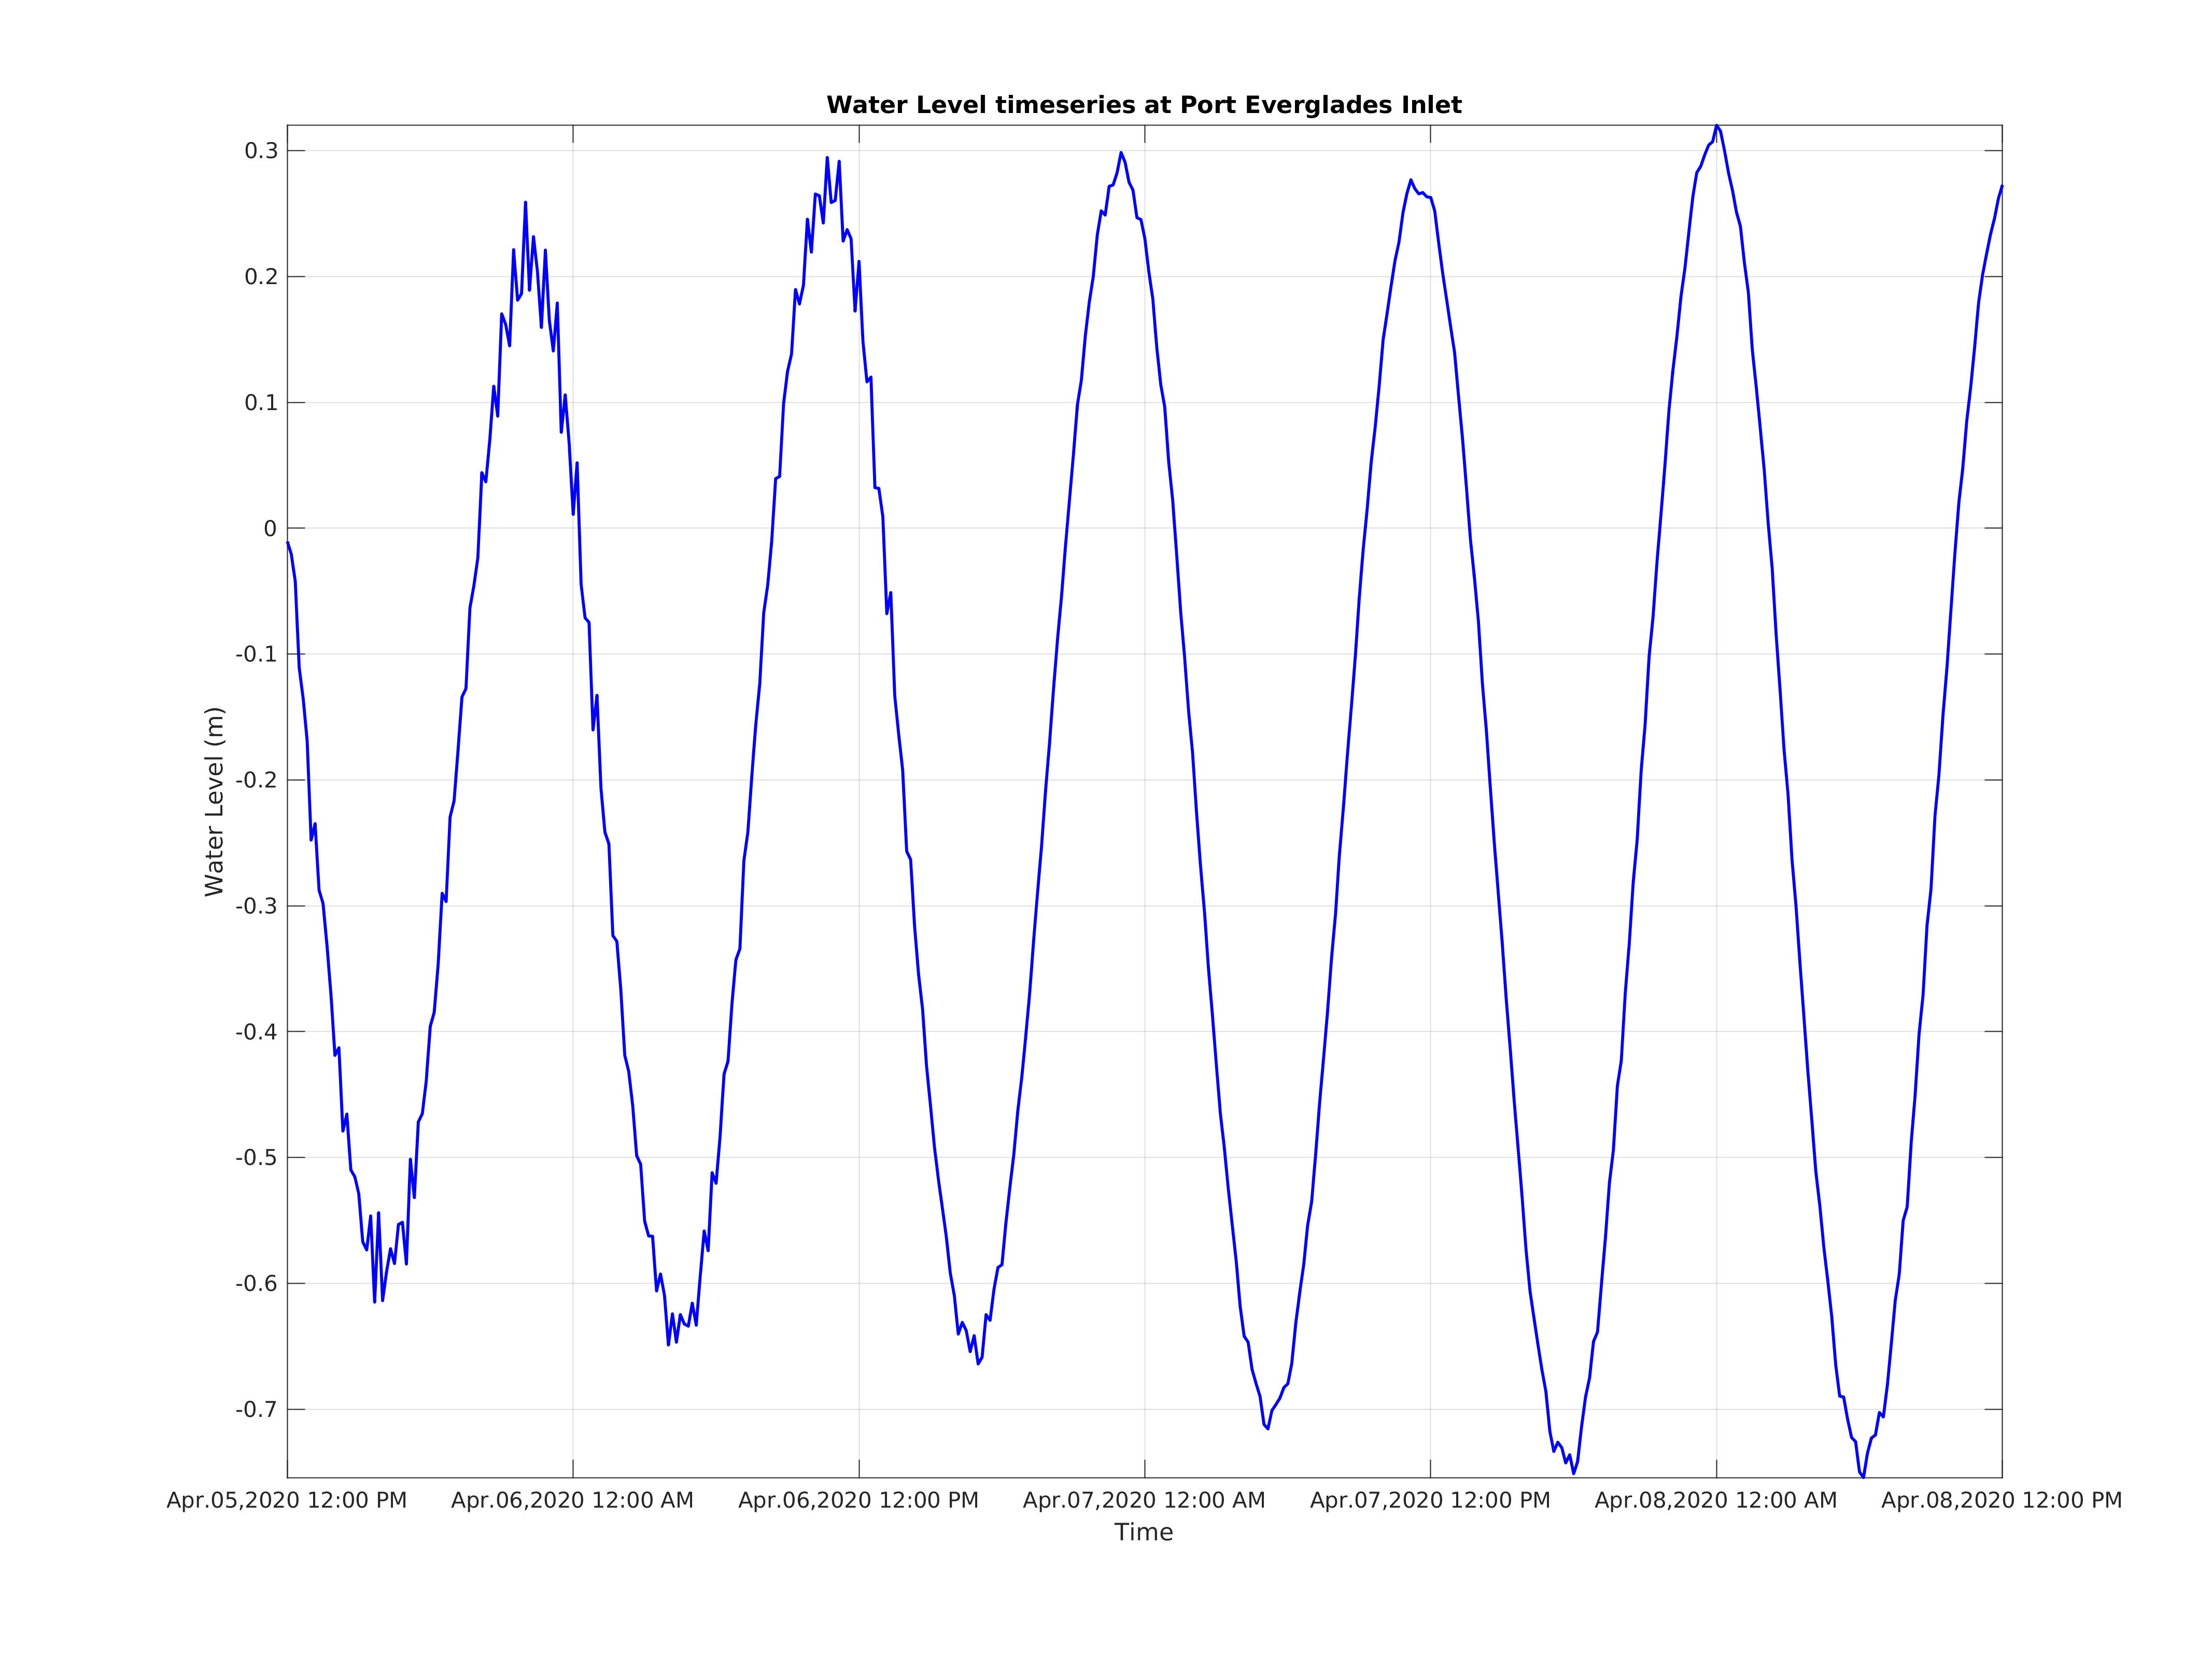 Water Level timeseries at Port Everglades Inlet
0.3
0.2
0.1
0
-0.1
-0.2
-0.3
-0.4
-0.5
-0.6
-0.7
Water Level (m)
Apr.05,2020 12:00 PM Apr.06,2020 12:00 AM Apr.06,2020 12:00 PM Apr.07,2020 12:00 AM Apr.07,2020 12:00 PM Apr.08,2020 12:00 AM Apr.08,2020 12:00 PM
Time